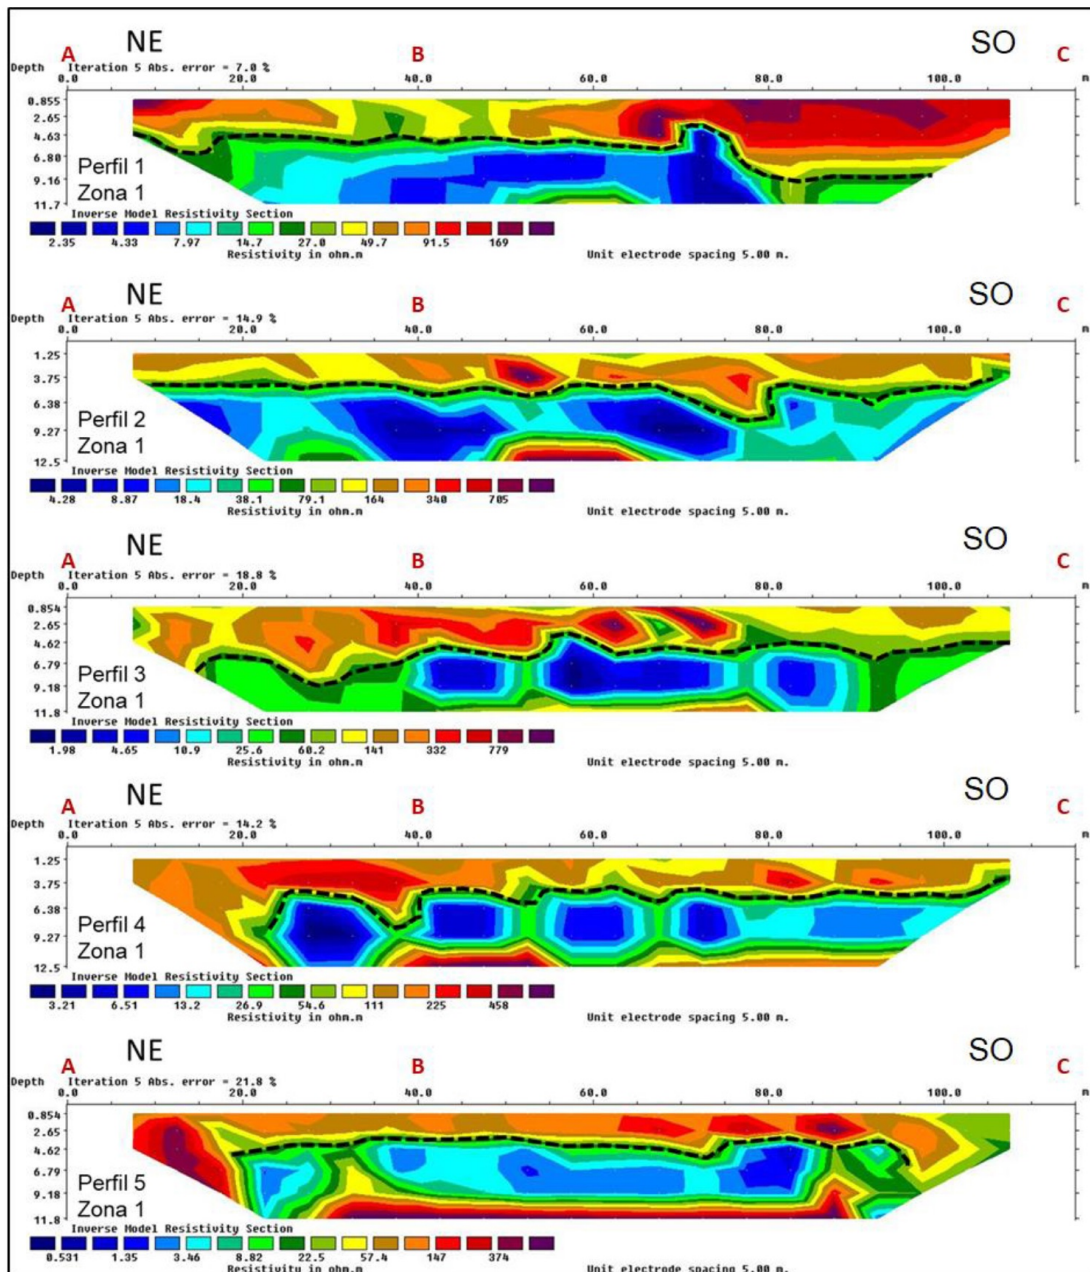 NE SO
A B C
Depth Iteration 5 Abs. error = 7.0 %
0.0 20.0 40.0 60.0 80.0 100.0 m
0.855
2.65
4.63
6.80
9.16
11.7
Perfil 1
Zona 1
Inverse Model Resistivity Section
2.35 4.33 7.97 14.7 27.0 49.7 91.5 169
Resistivity in ohm.m Unit electrode spacing 5.00 m.
NE SO
A B C
Depth Iteration 5 Abs. error = 14.9 %
0.0 20.0 40.0 60.0 80.0 100.0 m
1.25
3.75
6.38
9.27
12.5
Perfil 2
Zona 1
Inverse Model Resistivity Section
4.28 8.87 18.4 38.1 79.1 164 340 705
Resistivity in ohm.m Unit electrode spacing 5.00 m.
NE SO
A B C
Depth Iteration 5 Abs. error = 18.8 %
0.0 20.0 40.0 60.0 80.0 100.0 m
0.854
2.65
4.62
6.79
9.18
11.8
Perfil 3
Zona 1
Inverse Model Resistivity Section
1.98 4.65 10.9 25.6 60.2 141 332 779
Resistivity in ohm.m Unit electrode spacing 5.00 m.
NE SO
A B C
Depth Iteration 5 Abs. error = 14.2 %
0.0 20.0 40.0 60.0 80.0 100.0 m
1.25
3.75
6.38
9.27
12.5
Perfil 4
Zona 1
Inverse Model Resistivity Section
3.21 6.51 13.2 26.9 54.6 111 225 458
Resistivity in ohm.m Unit electrode spacing 5.00 m.
NE SO
A B C
Depth Iteration 5 Abs. error = 21.8 %
0.0 20.0 40.0 60.0 80.0 100.0 m
0.854
2.65
4.62
6.79
9.18
11.8
Perfil 5
Zona 1
Inverse Model Resistivity Section
0.531 1.35 3.46 8.82 22.5 57.4 147 374
Resistivity in ohm.m Unit electrode spacing 5.00 m.